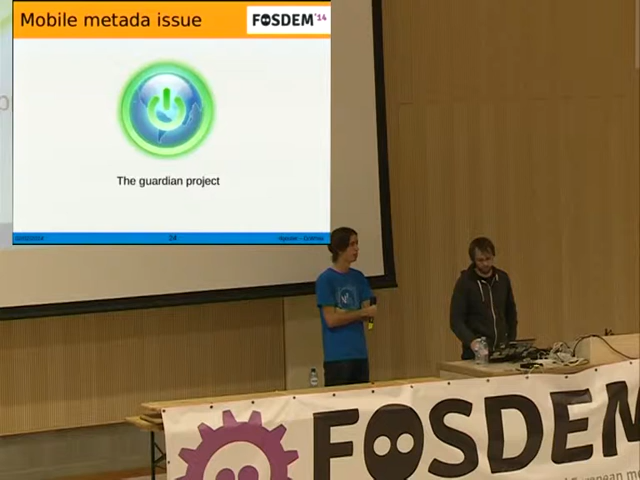 Mobile metada issue
FOSDEM'14
The guardian project
24
FOSDEM